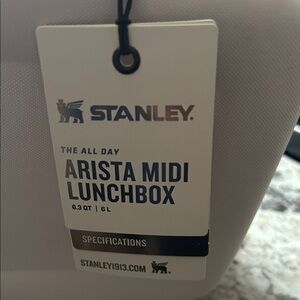 STANLEY.
THE ALL DAY
ARISTA MIDI
LUNCHBOX
6.3 QT | 6 L
SPECIFICATIONS
STANLEY1913.COM